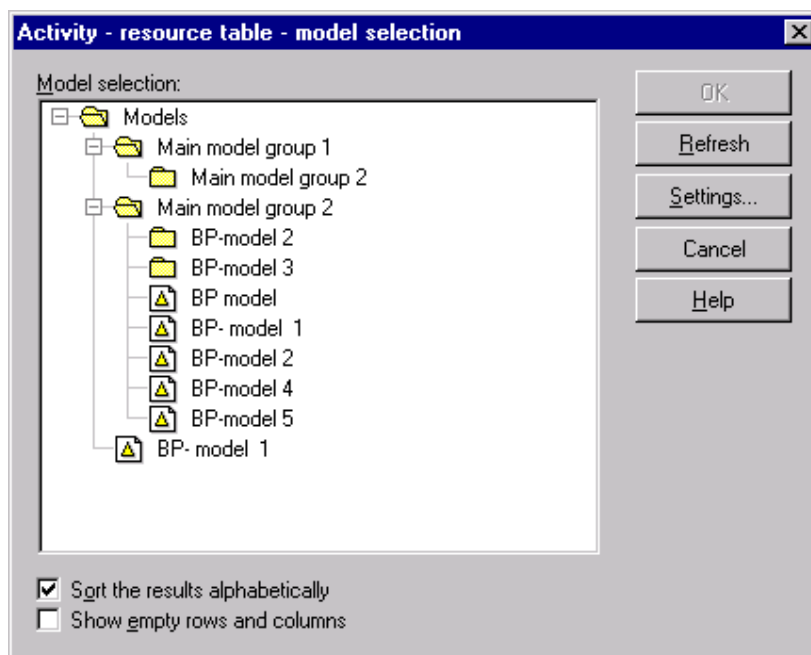 Activity - resource table - model selection
Model selection:
Models
Main model group 1
Main model group 2
Main model group 2
BP-model 2
BP-model 3
BP model
BP- model  1
BP-model 2
BP-model 4
BP-model 5
BP- model  1
OK
Refresh
Settings...
Cancel
Help
Sort the results alphabetically
Show empty rows and columns